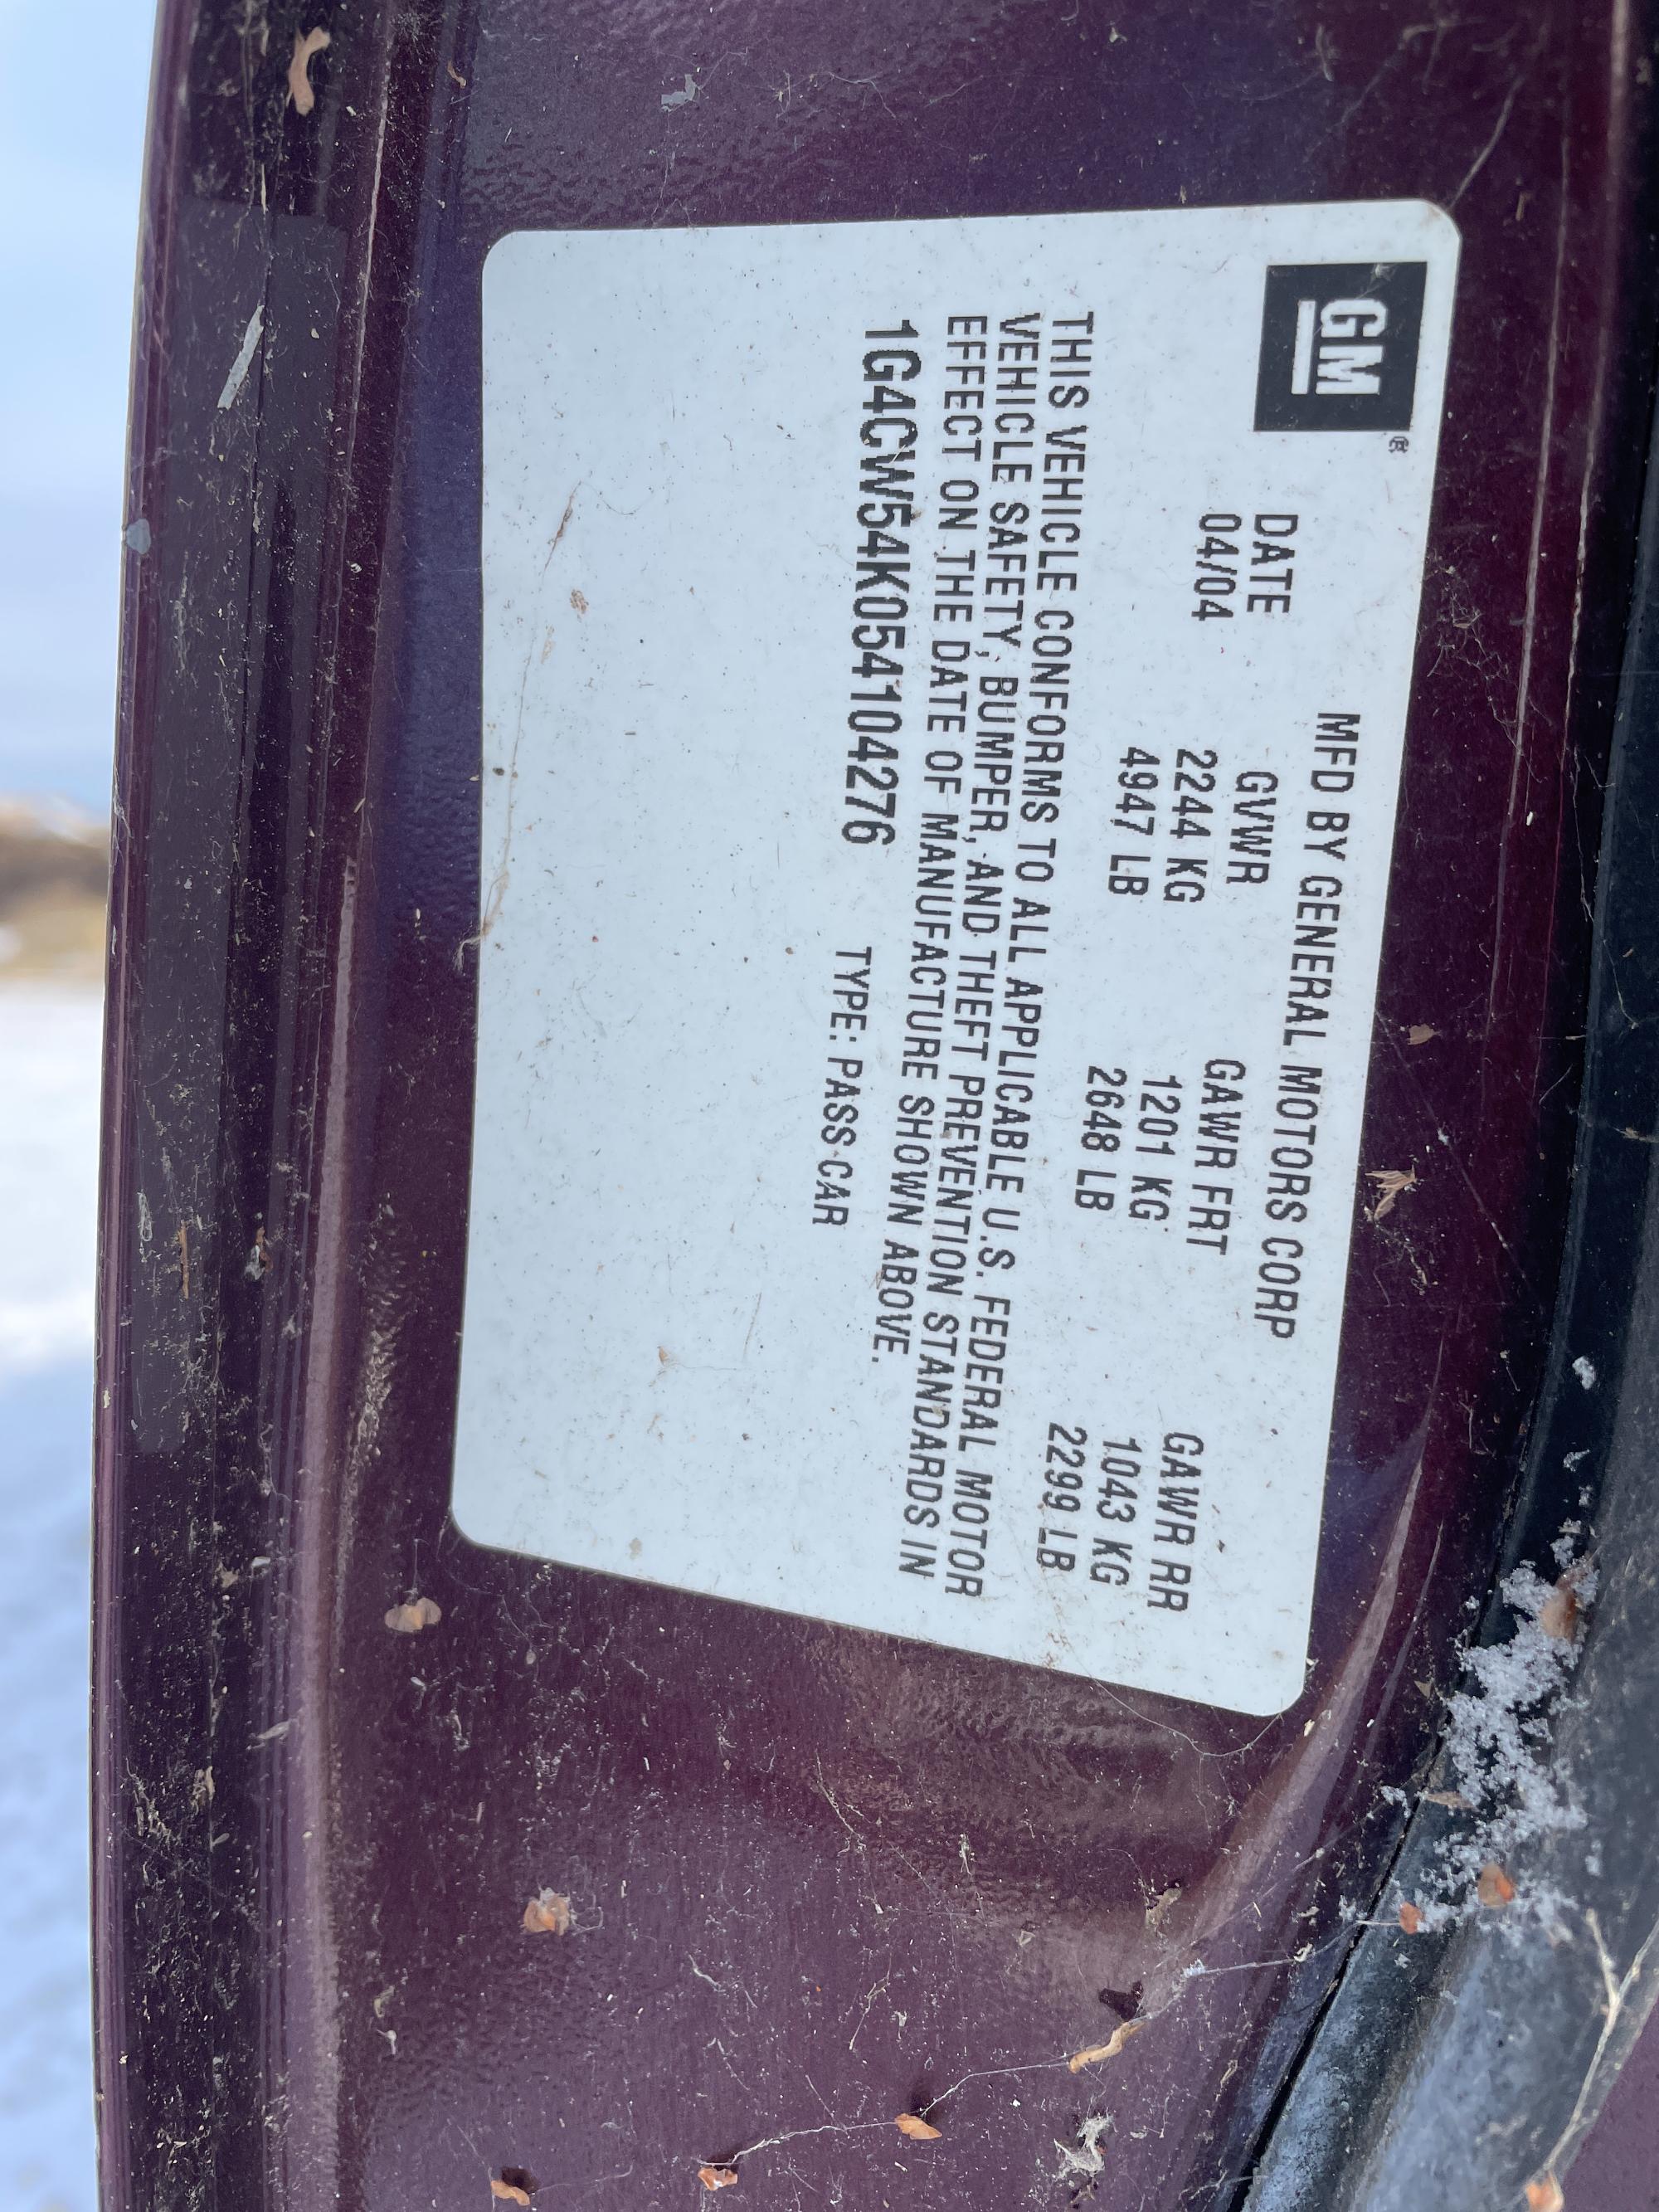 GM ®
MFD BY GENERAL MOTORS CORP
DATE GVWR GAWR FRT GAWR RR
04/04 2244 KG 1201 KG 1043 KG
4947 LB 2648 LB 2299 LB
THIS VEHICLE CONFORMS TO ALL APPLICABLE U.S. FEDERAL MOTOR
VEHICLE SAFETY, BUMPER, AND THEFT PREVENTION STANDARDS IN
EFFECT ON THE DATE OF MANUFACTURE SHOWN ABOVE.
1G4CW54K054104276 TYPE: PASS CAR